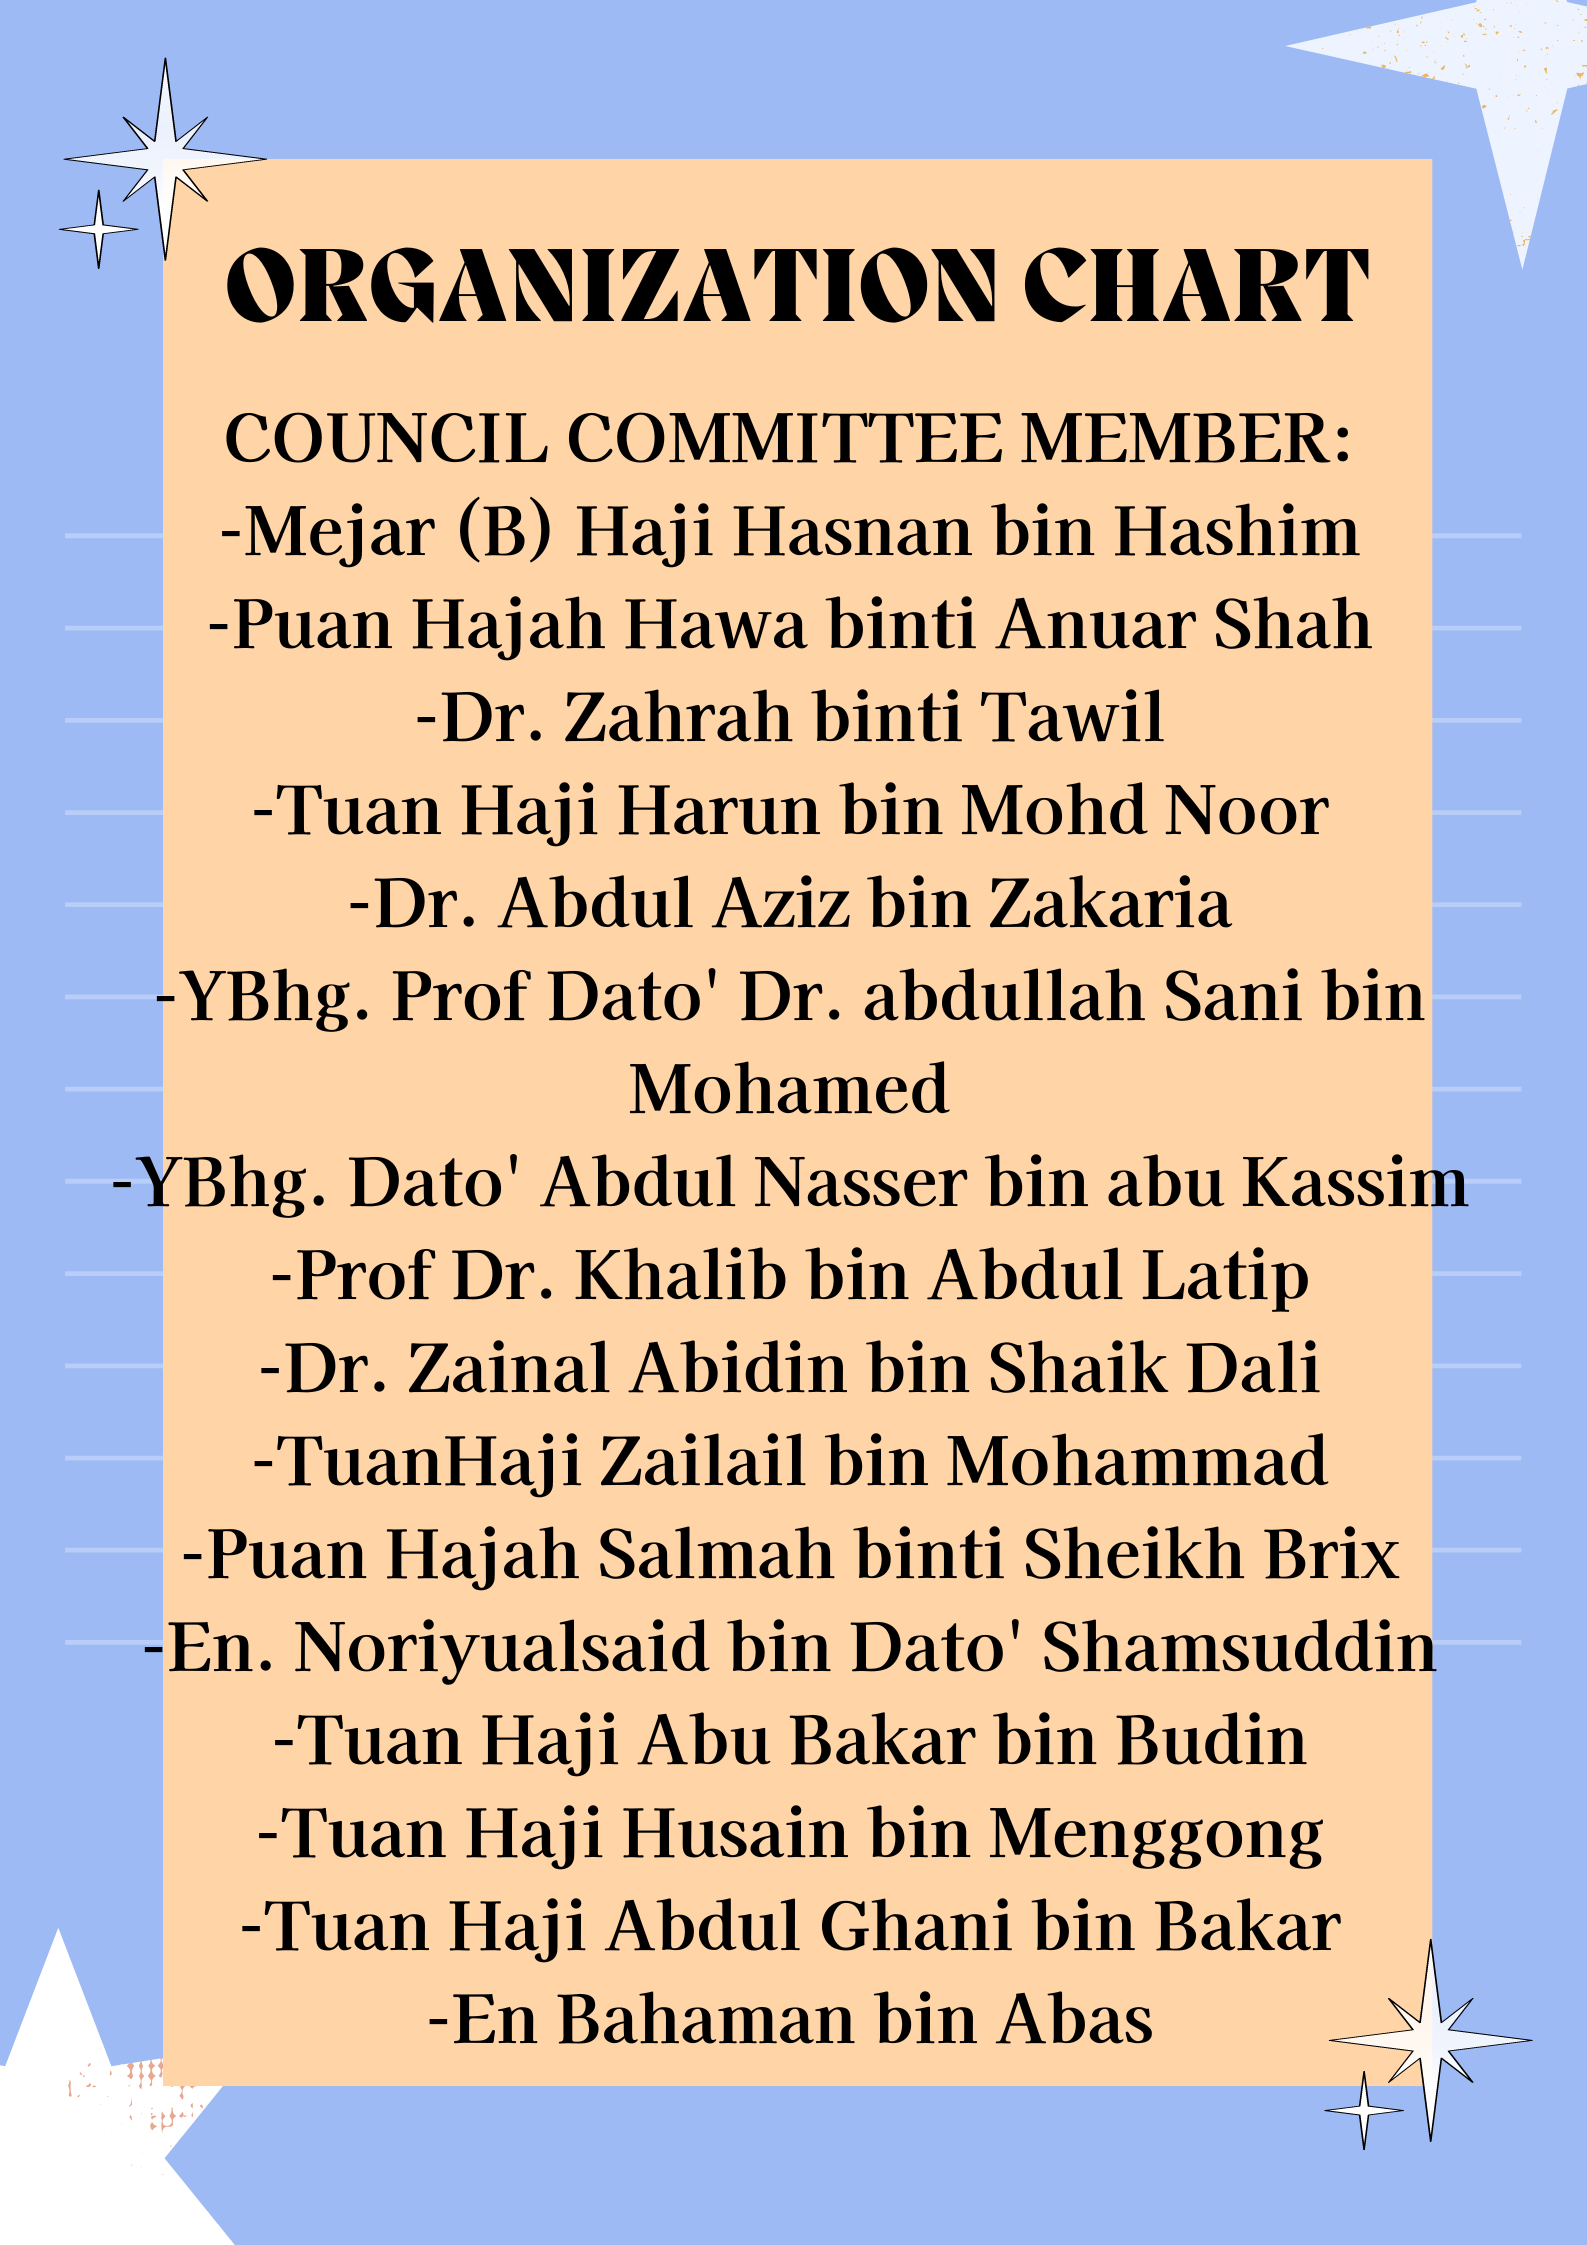 ORGANIZATION CHART
COUNCIL COMMITTEE MEMBER:
-Mejar (B) Haji Hasnan bin Hashim
-Puan Hajah Hawa binti Anuar Shah
-Dr. Zahrah binti Tawil
-Tuan Haji Harun bin Mohd Noor
-Dr. Abdul Aziz bin Zakaria
-YBhg. Prof Dato' Dr. abdullah Sani bin
Mohamed
-YBhg. Dato' Abdul Nasser bin abu Kassim
-Prof Dr. Khalib bin Abdul Latip
-Dr. Zainal Abidin bin Shaik Dali
-TuanHaji Zailail bin Mohammad
-Puan Hajah Salmah binti Sheikh Brix
-En. Noriyualsaid bin Dato' Shamsuddin
-Tuan Haji Abu Bakar bin Budin
-Tuan Haji Husain bin Menggong
-Tuan Haji Abdul Ghani bin Bakar
-En Bahaman bin Abas